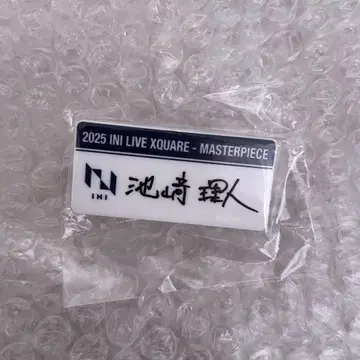 2025 INI LIVE XQUARE - MASTERPIECE
INI
池﨑理人